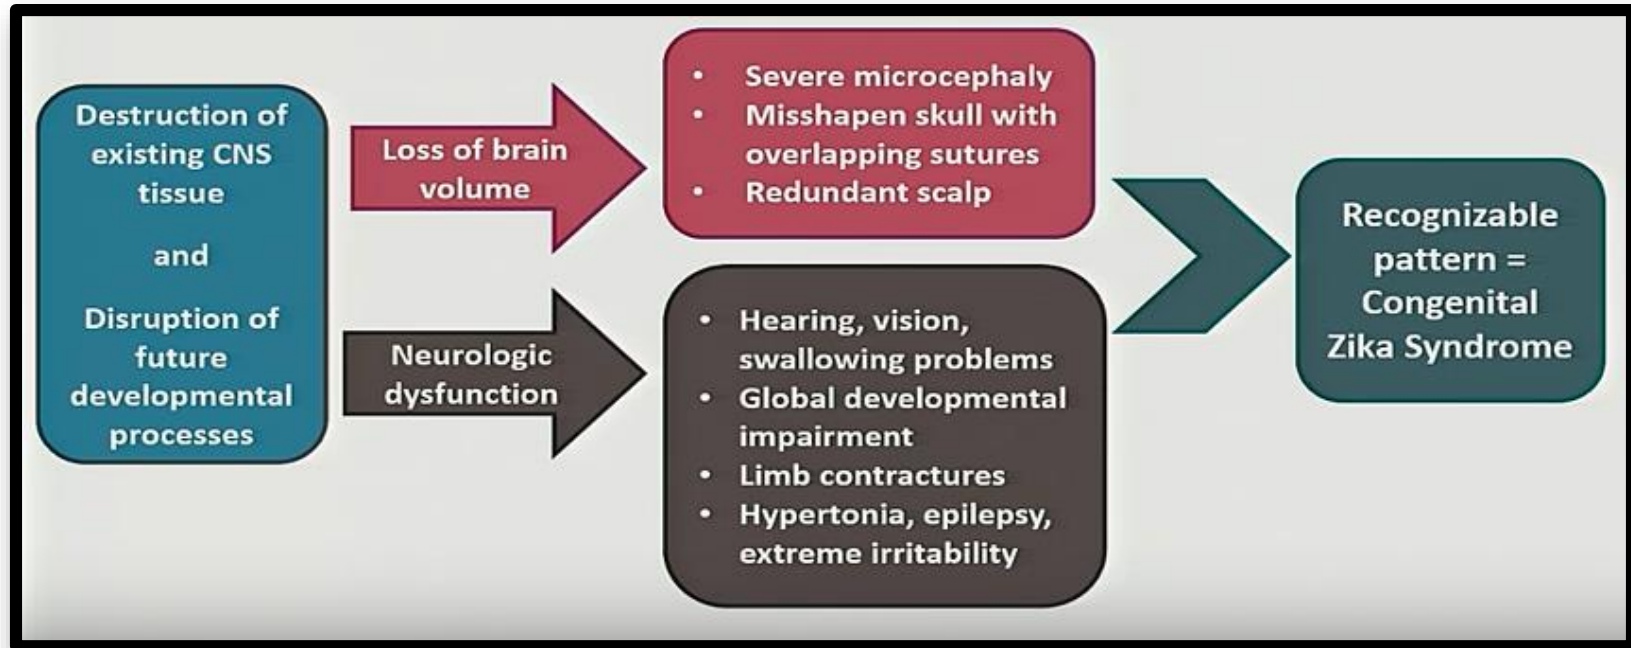 Destruction of
existing CNS
tissue
and
Disruption of
future
developmental
processes
Loss of brain
volume
Neurologic
dysfunction
• Severe microcephaly
• Misshapen skull with
overlapping sutures
• Redundant scalp
• Hearing, vision,
swallowing problems
• Global developmental
impairment
• Limb contractures
• Hypertonia, epilepsy,
extreme irritability
Recognizable
pattern =
Congenital
Zika Syndrome